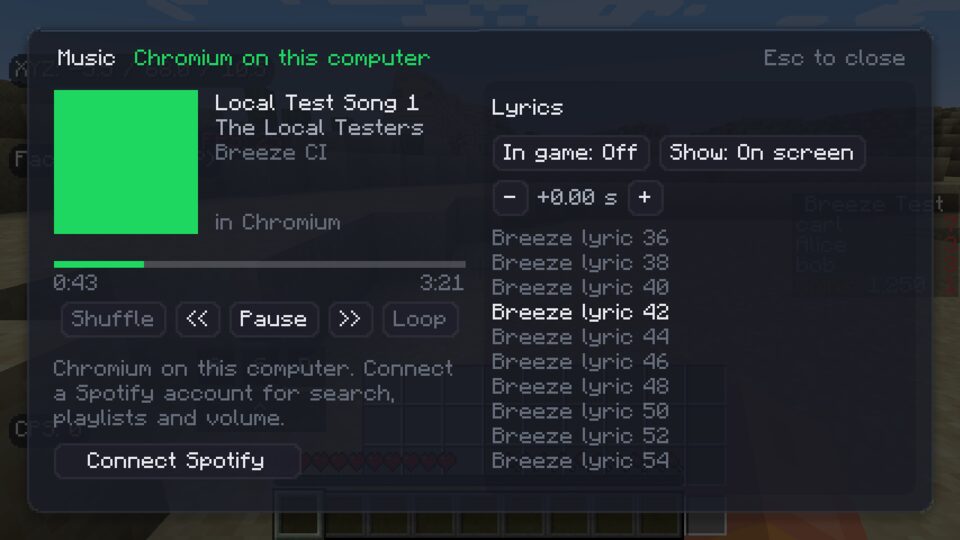 Music Chromium on this computer
Esc to close
Local Test Song 1
The Local Testers
Breeze CI
in Chromium
0:43
3:21
Shuffle << Pause >> Loop
Chromium on this computer. Connect
a Spotify account for search,
playlists and volume.
Connect Spotify
Lyrics
In game: Off Show: On screen
- +0.00 s +
Breeze lyric 36
Breeze lyric 38
Breeze lyric 40
Breeze lyric 42
Breeze lyric 44
Breeze lyric 46
Breeze lyric 48
Breeze lyric 50
Breeze lyric 52
Breeze lyric 54
Breeze Test
carl
Alice
bob